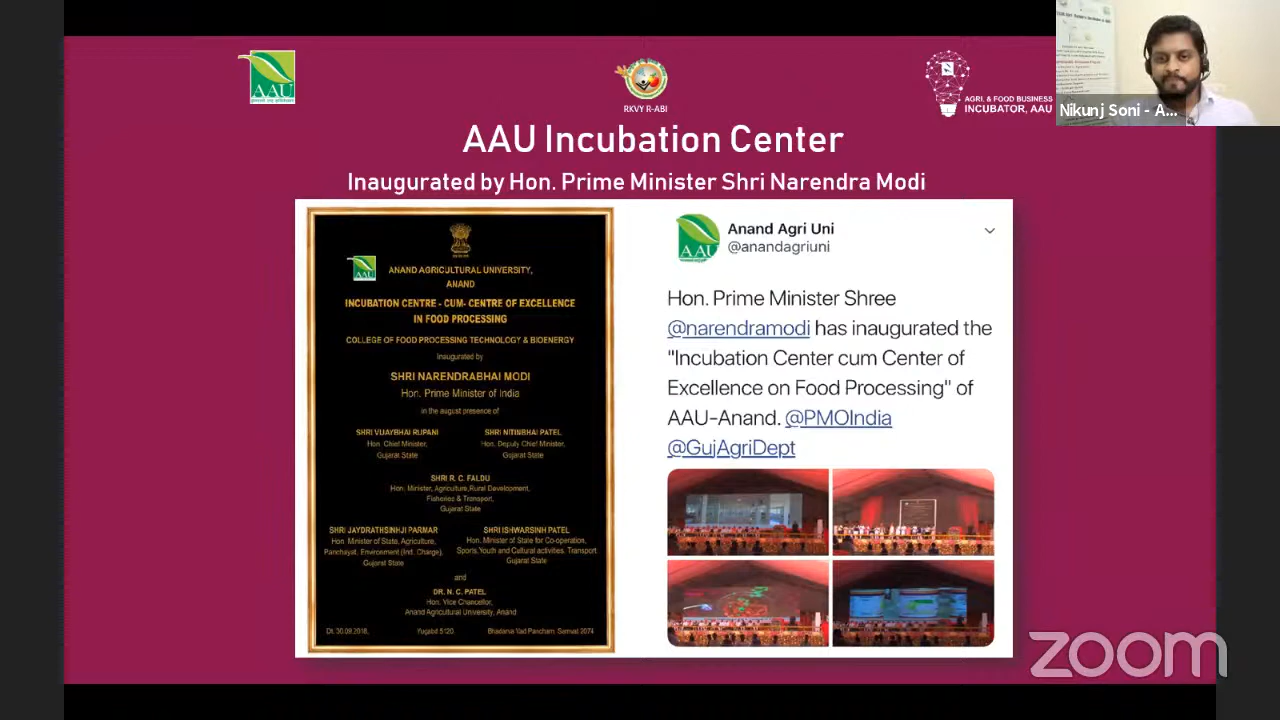 AAU
RKVY R-ABI
AGRI. & FOOD BUSINESS
INCUBATOR, AAU
Nikunj Soni - A...
AAU Incubation Center
Inaugurated by Hon. Prime Minister Shri Narendra Modi
AAU
ANAND AGRICULTURAL UNIVERSITY,
ANAND
INCUBATION CENTRE - CUM- CENTRE OF EXCELLENCE
IN FOOD PROCESSING
COLLEGE OF FOOD PROCESSING TECHNOLOGY & BIOENERGY
Inaugurated by
SHRI NARENDRABHAI MODI
Hon. Prime Minister of India
in the august presence of
SHRI VIJAYBHAI RUPANI
Hon. Chief Minister,
Gujarat State
SHRI NITINBHAI PATEL
Hon. Deputy Chief Minister,
Gujarat State
SHRI R. C. FALDU
Hon. Minister, Agriculture,Rural Development,
Fisheries & Transport,
Gujarat State
SHRI JAYDRATHSINHJI PARMAR
Hon. Minister of State, Agriculture,
Panchayat, Environment (Ind. Charge),
Gujarat State
SHRI ISHWARSINH PATEL
Hon. Minister of State for Co-operation,
Sports,Youth and Cultural activities, Transport
Gujarat State
and
DR. N. C. PATEL
Hon. Vice Chancellor,
Anand Agricultural University, Anand
Dt. 30.09.2018,
Yugabd 5120,
Bhadarva Vad Pancham, Samvat 2074
AAU
Anand Agri Uni
@anandagriuni
Hon. Prime Minister Shree
@narendramodi has inaugurated the
"Incubation Center cum Center of
Excellence on Food Processing" of
AAU-Anand. @PMOIndia
@GujAgriDept
zoom